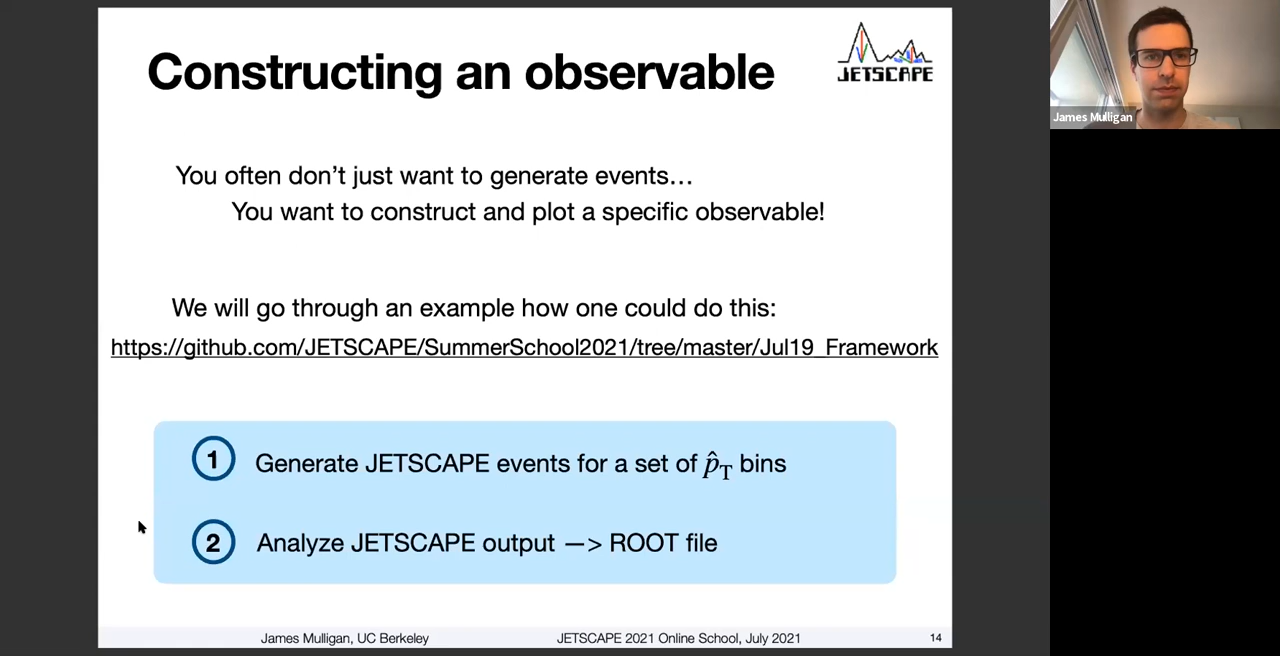 Constructing an observable
JETSCAPE
James Mulligan
You often don’t just want to generate events…
You want to construct and plot a specific observable!
We will go through an example how one could do this:
https://github.com/JETSCAPE/SummerSchool2021/tree/master/Jul19_Framework
1 Generate JETSCAPE events for a set of p̂T bins
2 Analyze JETSCAPE output —> ROOT file
James Mulligan, UC Berkeley JETSCAPE 2021 Online School, July 2021 14